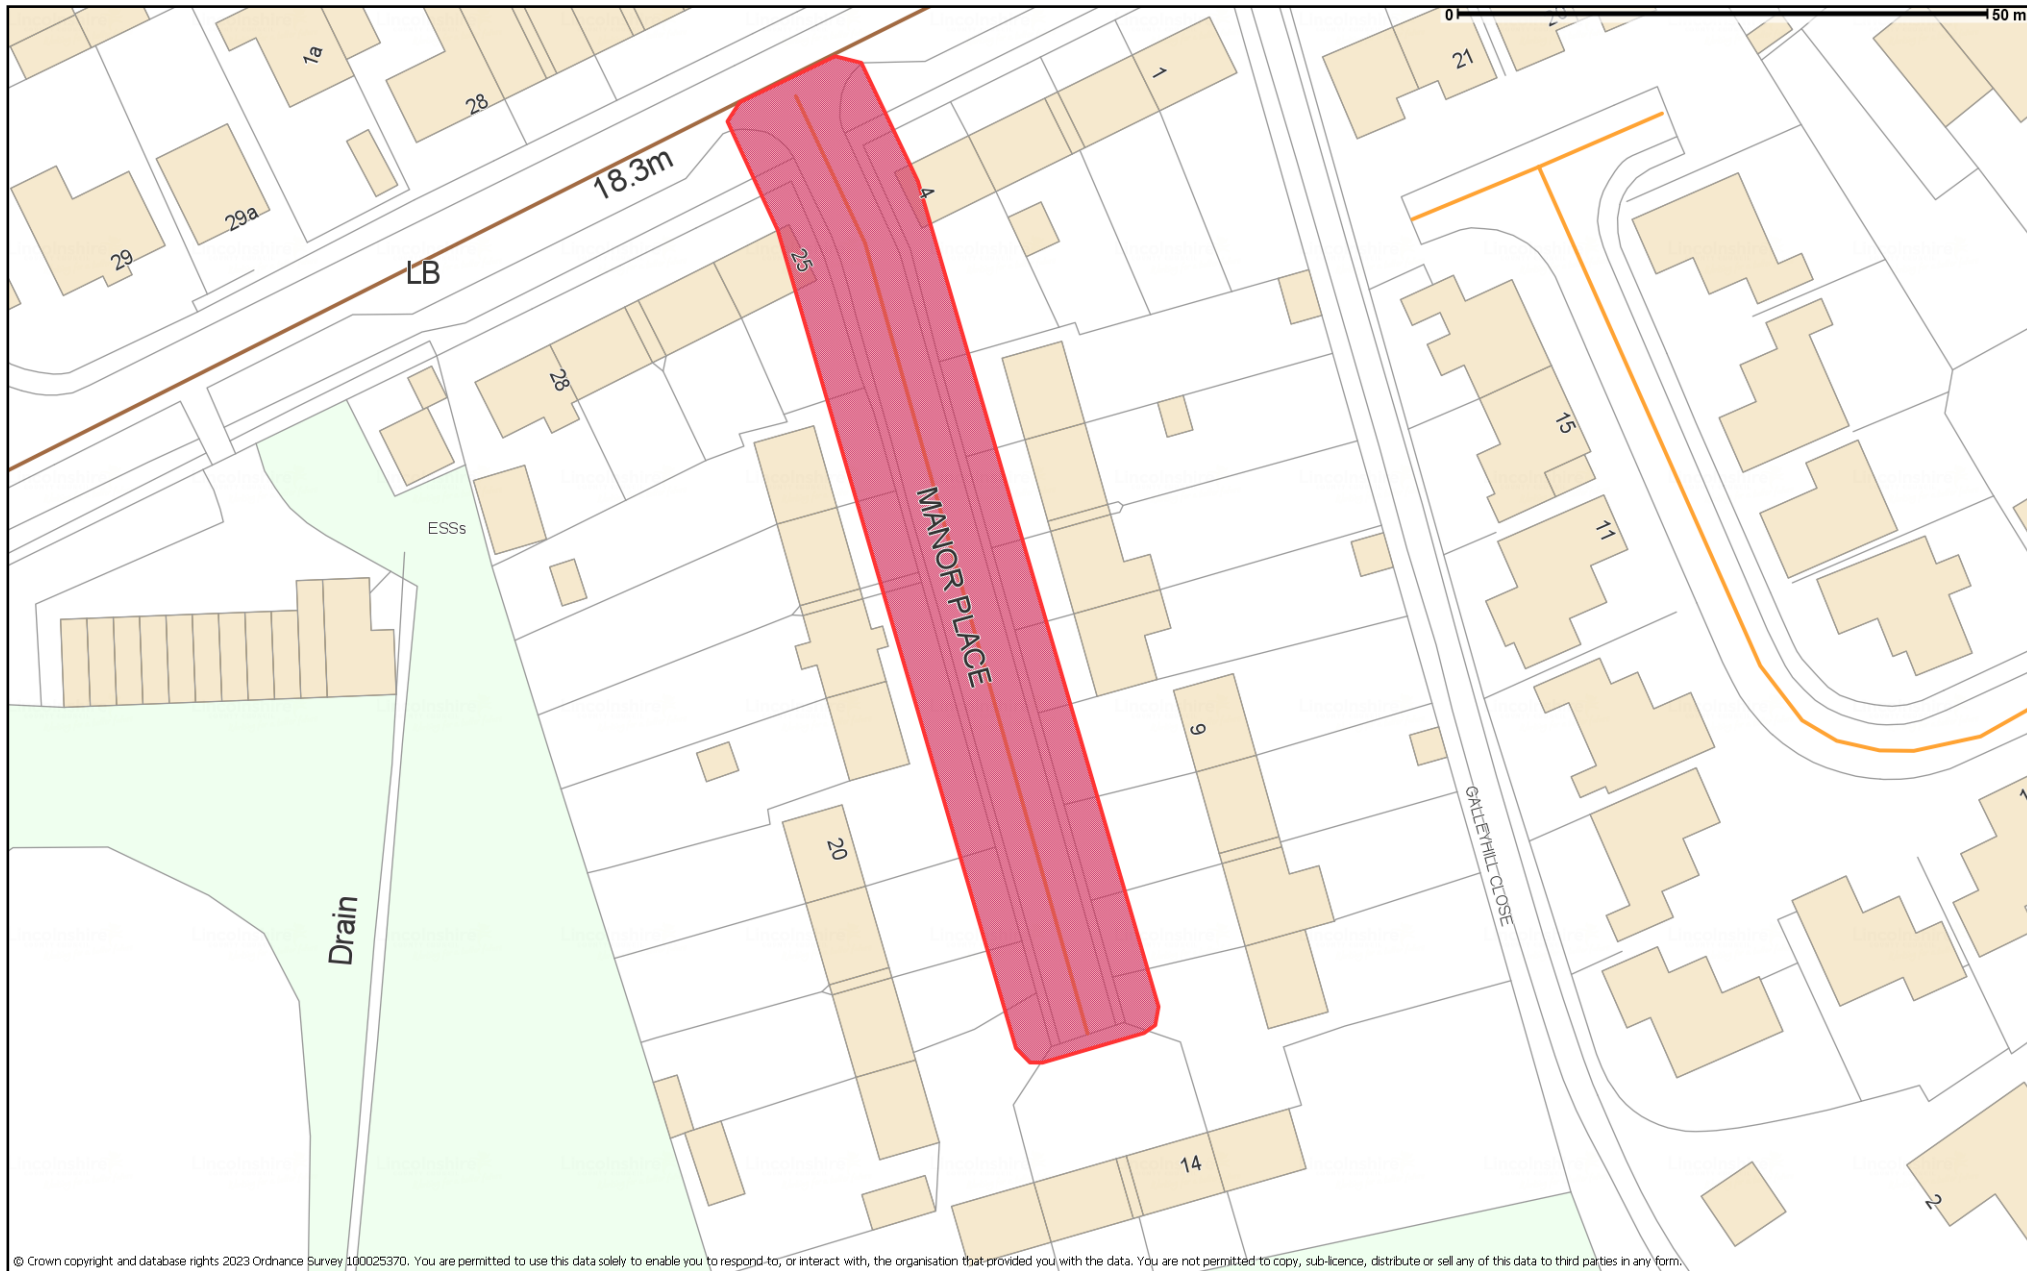 0
50 m
1a
28
1
21
29a
29
18.3m
4
25
LB
28
15
11
ESSs
MANOR PLACE
9
20
GALLEYHILL CLOSE
Drain
14
2
© Crown copyright and database rights 2023 Ordnance Survey 100025370. You are permitted to use this data solely to enable you to respond to, or interact with, the organisation that provided you with the data. You are not permitted to copy, sub-licence, distribute or sell any of this data to third parties in any form.
Lincolnshire